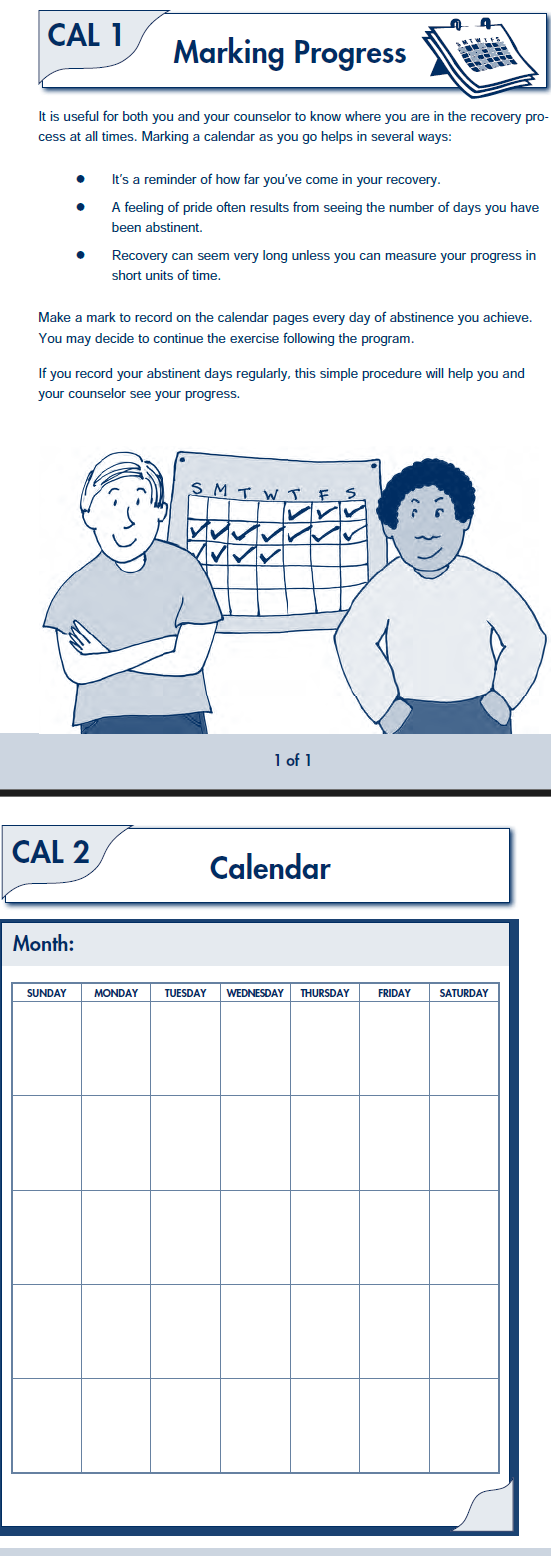 CAL 1
Marking Progress
S M T W T F S
It is useful for both you and your counselor to know where you are in the recovery pro-
cess at all times. Marking a calendar as you go helps in several ways:
● It's a reminder of how far you've come in your recovery.
● A feeling of pride often results from seeing the number of days you have
been abstinent.
● Recovery can seem very long unless you can measure your progress in
short units of time.
Make a mark to record on the calendar pages every day of abstinence you achieve.
You may decide to continue the exercise following the program.
If you record your abstinent days regularly, this simple procedure will help you and
your counselor see your progress.
S M T W T F S
1 of 1
CAL 2
Calendar
Month:
SUNDAY MONDAY TUESDAY WEDNESDAY THURSDAY FRIDAY SATURDAY